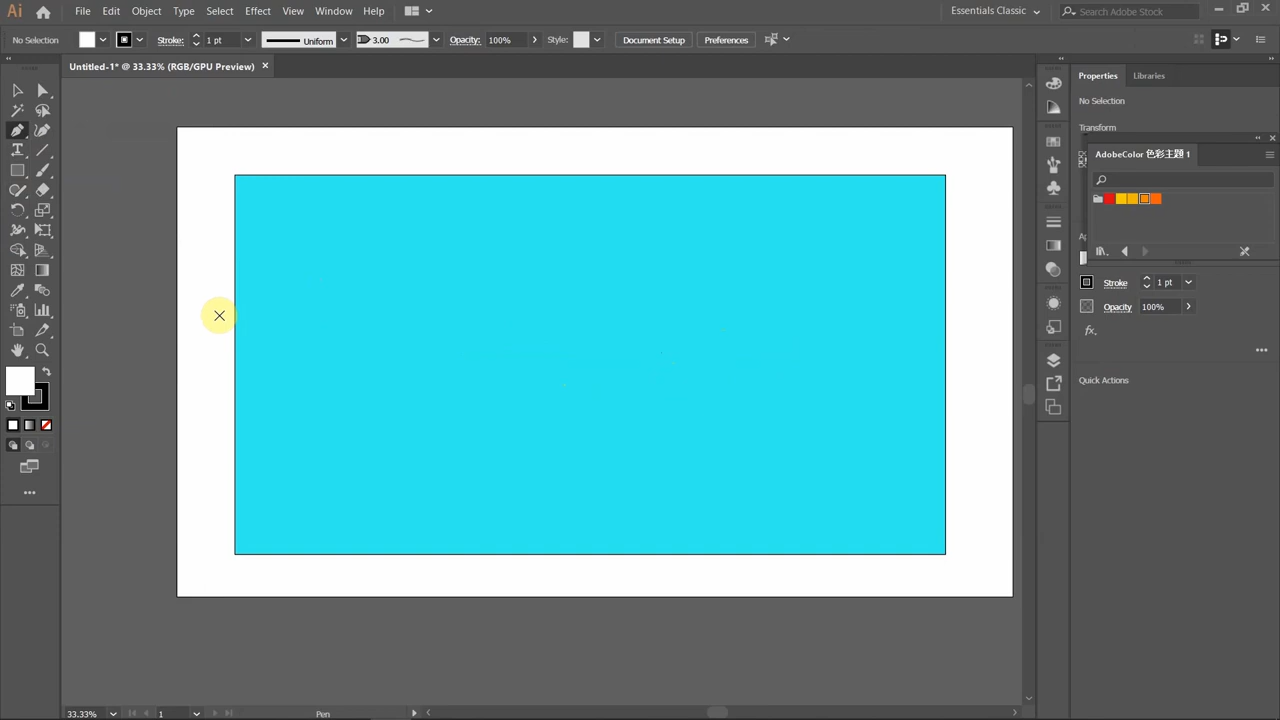 Ai File Edit Object Type Select Effect View Window Help Essentials Classic Search Adobe Stock
No Selection Stroke: 1 pt Uniform 3.00 Opacity: 100% Style: Document Setup Preferences
Untitled-1* @ 33.33% (RGB/GPU Preview)
Properties Libraries
No Selection
Transform
AdobeColor 色彩主題 1
Stroke 1 pt
Opacity 100%
fx.
Quick Actions
33.33% 1 Pen